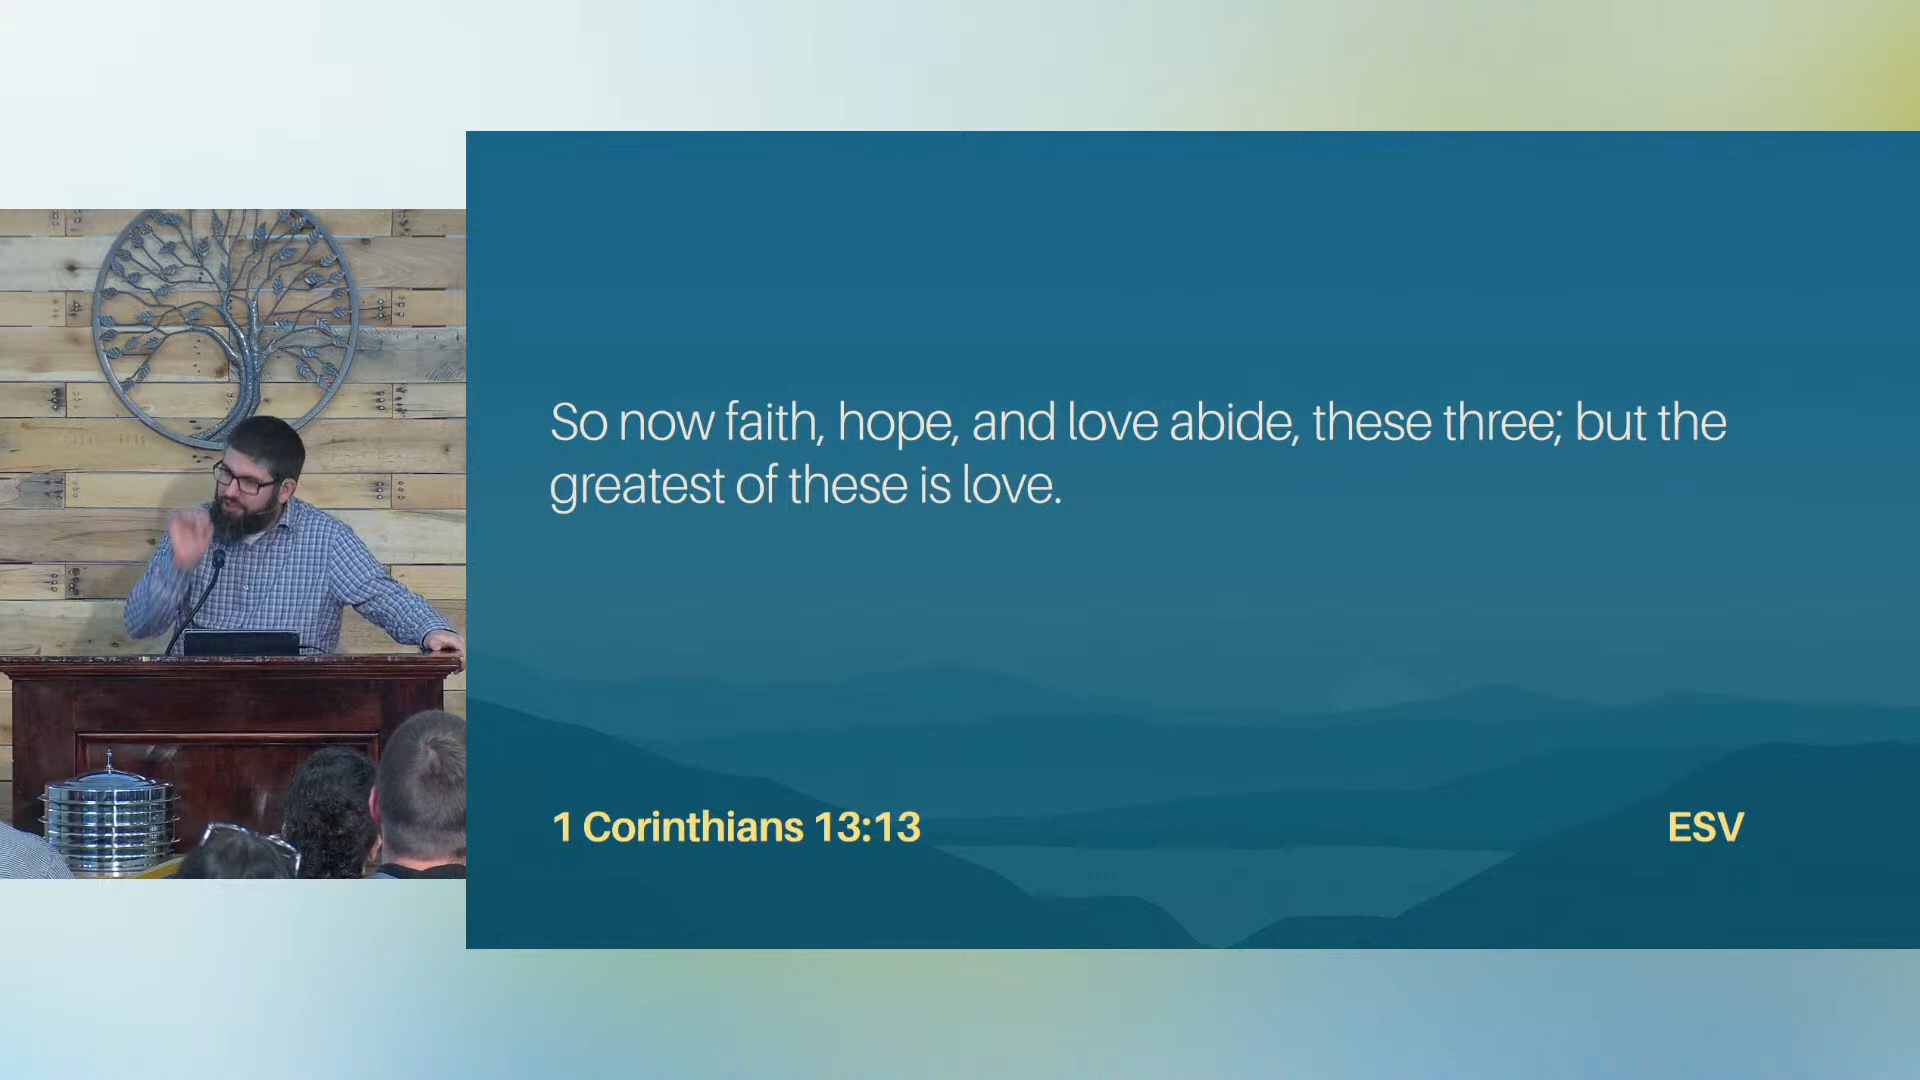 So now faith, hope, and love abide, these three; but the
greatest of these is love.
1 Corinthians 13:13
ESV